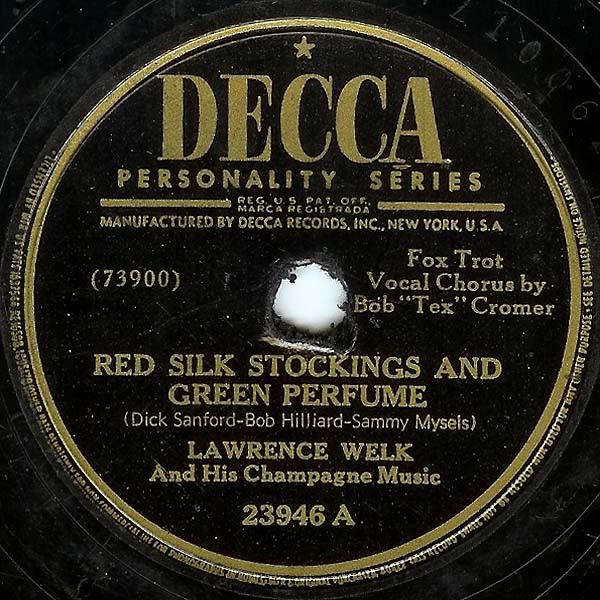 DECCA
PERSONALITY SERIES
REG. U.S. PAT. OFF.
MARCA REGISTRADA
MANUFACTURED BY DECCA RECORDS, INC., NEW YORK, U.S.A.
(73900)
Fox Trot
Vocal Chorus by
Bob "Tex" Cromer
RED SILK STOCKINGS AND
GREEN PERFUME
(Dick Sanford-Bob Hilliard-Sammy Mysels)
LAWRENCE WELK
And His Champagne Music
23946 A